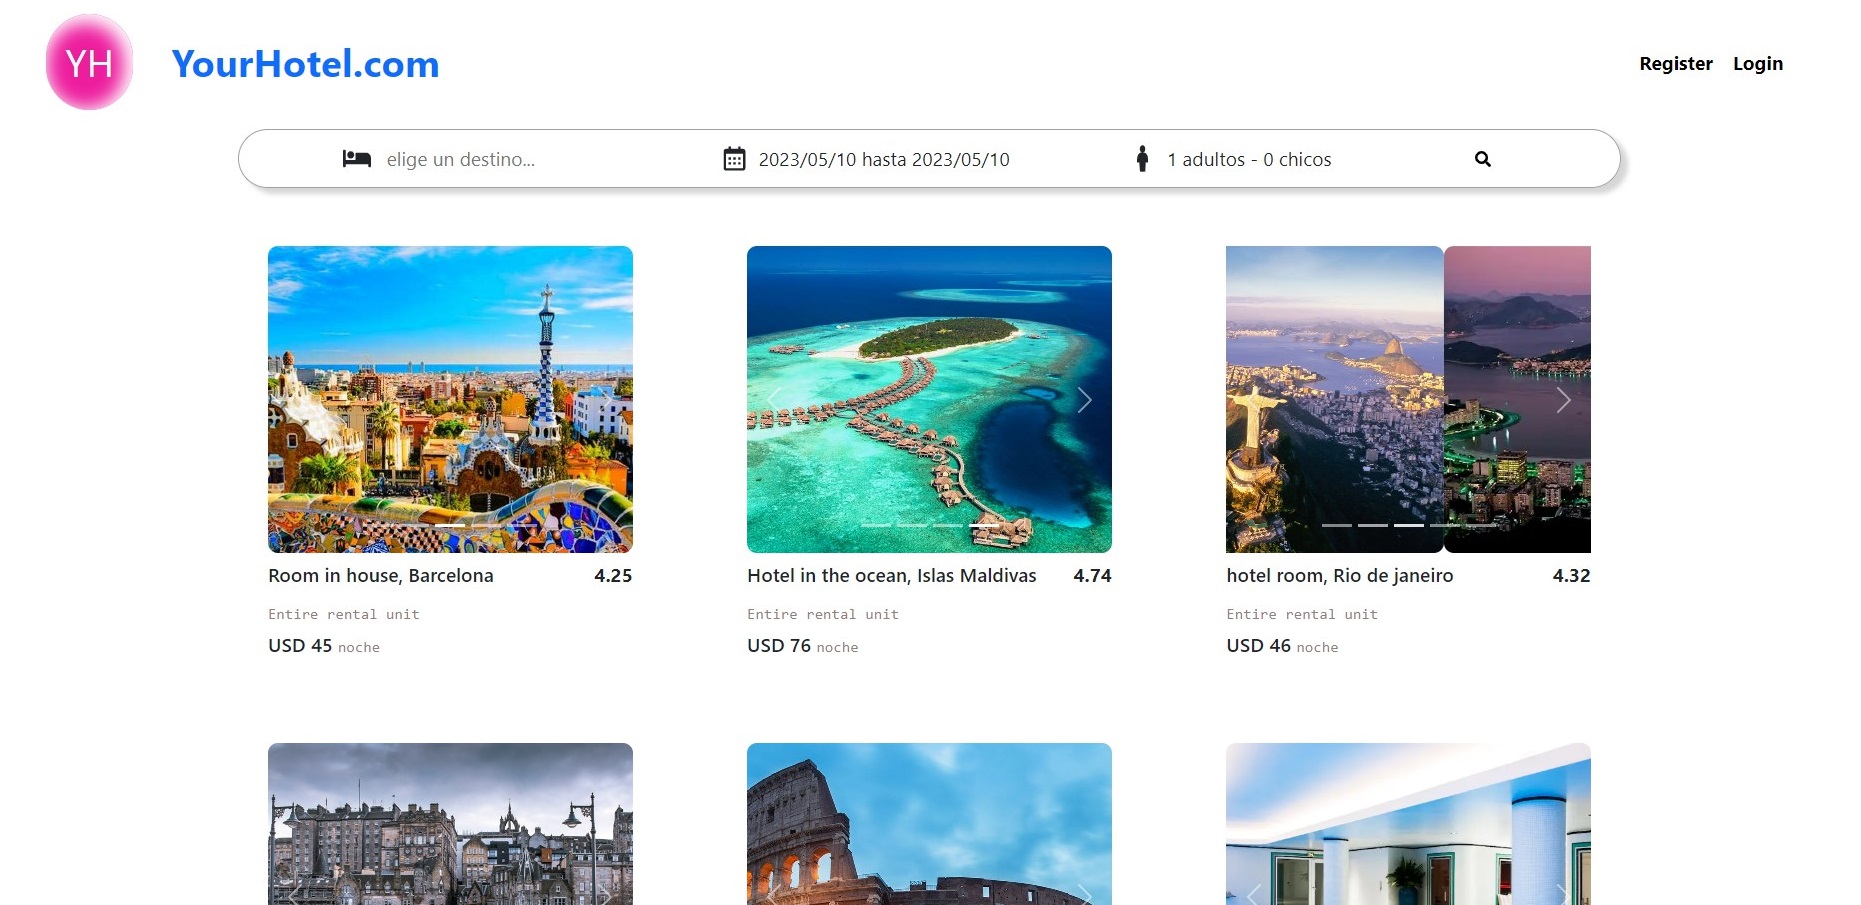 YH
YourHotel.com
Register Login
elige un destino...
2023/05/10 hasta 2023/05/10
1 adultos - 0 chicos
Room in house, Barcelona 4.25
Entire rental unit
USD 45 noche
Hotel in the ocean, Islas Maldivas 4.74
Entire rental unit
USD 76 noche
hotel room, Rio de janeiro 4.32
Entire rental unit
USD 46 noche